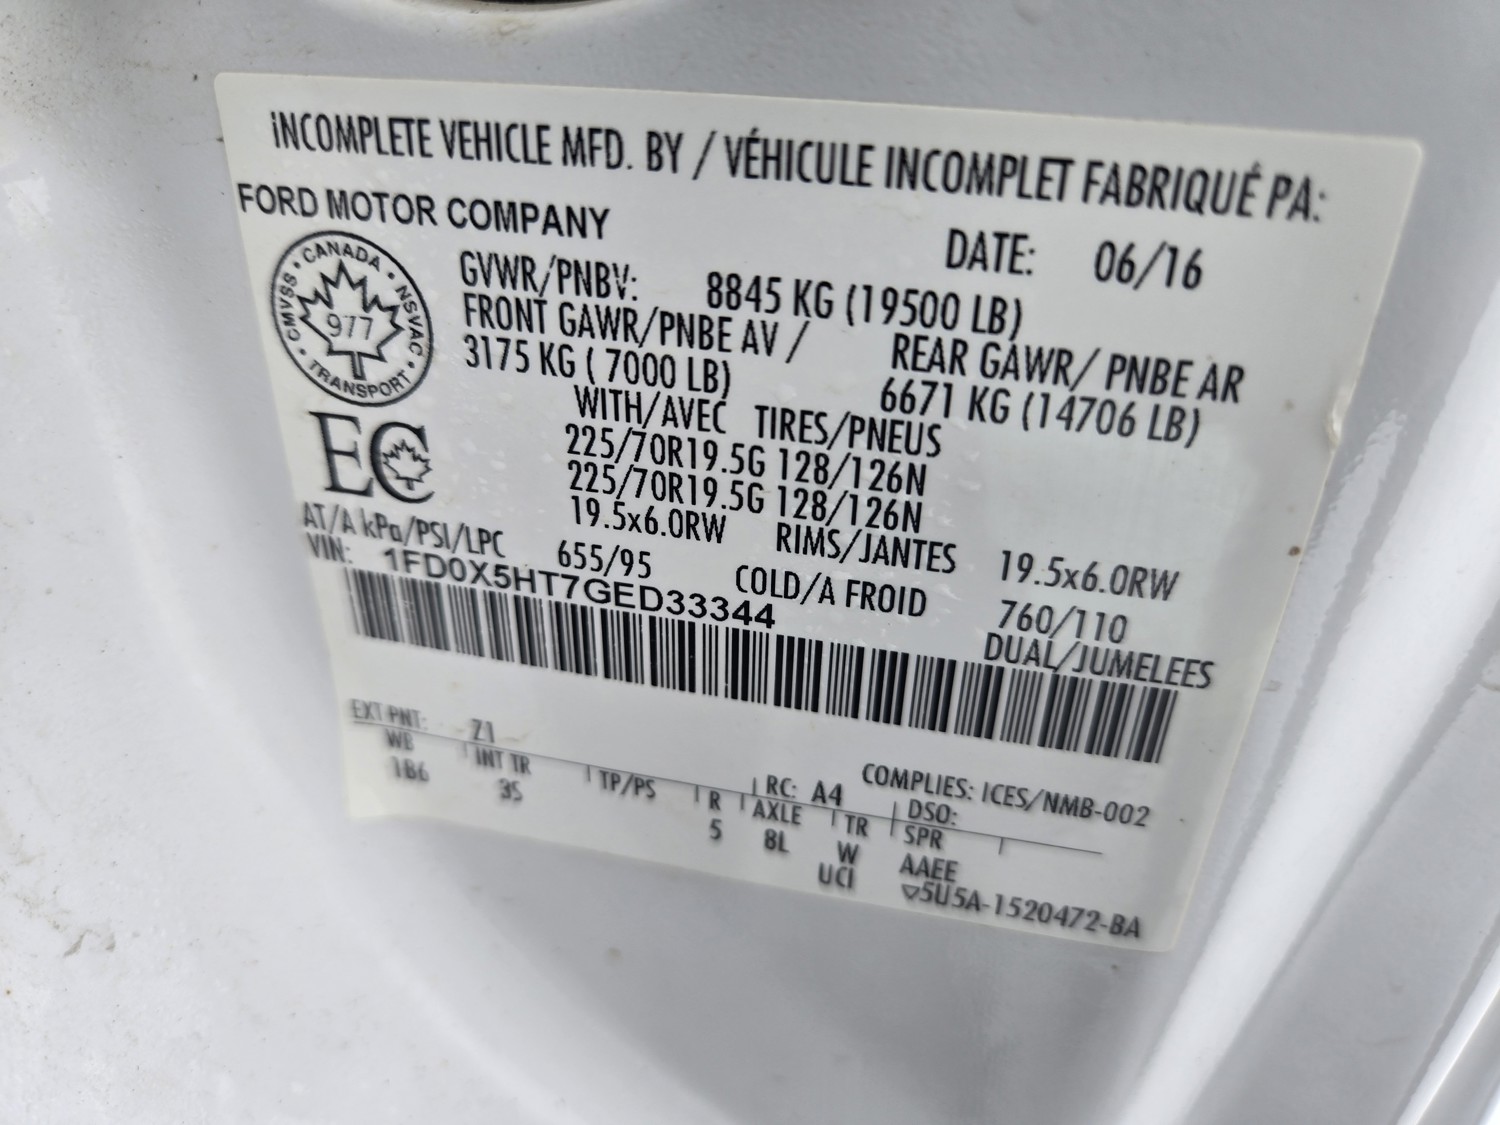 INCOMPLETE VEHICLE MFD. BY / VÉHICULE INCOMPLET FABRIQUÉ PA:
FORD MOTOR COMPANY
DATE: 06/16
GVWR/PNBV: 8845 KG (19500 LB)
FRONT GAWR/PNBE AV /
REAR GAWR/ PNBE AR
3175 KG ( 7000 LB)
6671 KG (14706 LB)
CANADA • NSVAC • TRANSPORT • CMVSS •
977
EC
WITH/AVEC TIRES/PNEUS
225/70R19.5G 128/126N
225/70R19.5G 128/126N
19.5x6.0RW RIMS/JANTES 19.5x6.0RW
AT/A kPa/PSI/LPC 655/95 COLD/A FROID 760/110
VIN: 1FD0X5HT7GED33344
DUAL/JUMELEES
EXT PNT: Z1 RC: A4 DSO:
COMPLIES: ICES/NMB-002
WB INT TR TP/PS R AXLE TR SPR
186 3S 5 8L W AAEE
UCI ▽5U5A-1520472-BA